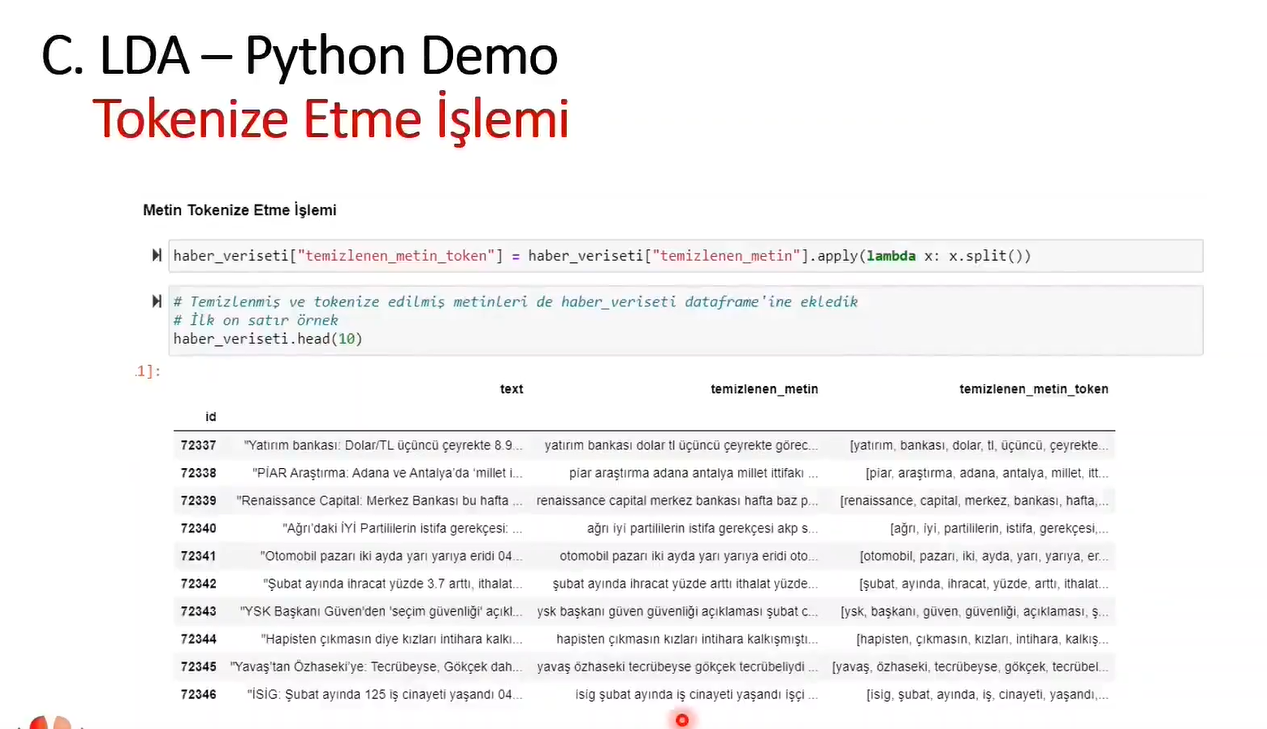 C. LDA – Python Demo
Tokenize Etme İşlemi
Metin Tokenize Etme İşlemi
haber_veriseti["temizlenen_metin_token"] = haber_veriseti["temizlenen_metin"].apply(lambda x: x.split())
# Temizlenmiş ve tokenize edilmiş metinleri de haber_veriseti dataframe'ine ekledik
# İlk on satır örnek
haber_veriseti.head(10)
1]:
text temizlenen_metin temizlenen_metin_token
id
72337 "Yatırım bankası: Dolar/TL üçüncü çeyrekte 8.9... yatırım bankası dolar tl üçüncü çeyrekte görec... [yatırım, bankası, dolar, tl, üçüncü, çeyrekte...
72338 "PİAR Araştırma: Adana ve Antalya'da 'millet i... piar araştırma adana antalya millet ittifakı ... [piar, araştırma, adana, antalya, millet, itt...
72339 "Renaissance Capital: Merkez Bankası bu hafta ... renaissance capital merkez bankası hafta baz p... [renaissance, capital, merkez, bankası, hafta,...
72340 "Ağrı'daki İYİ Partililerin istifa gerekçesi: ... ağrı iyi partililerin istifa gerekçesi akp s... [ağrı, iyi, partililerin, istifa, gerekçesi,...
72341 "Otomobil pazarı iki ayda yarı yarıya eridi 04... otomobil pazarı iki ayda yarı yarıya eridi oto... [otomobil, pazarı, iki, ayda, yarı, yarıya, er...
72342 "Şubat ayında ihracat yüzde 3.7 arttı, ithalat... şubat ayında ihracat yüzde arttı ithalat yüzde... [şubat, ayında, ihracat, yüzde, arttı, ithalat...
72343 "YSK Başkanı Güven'den 'seçim güvenliği' açıkl... ysk başkanı güven güvenliği açıklaması şubat c... [ysk, başkanı, güven, güvenliği, açıklaması, ş...
72344 "Hapisten çıkmasın diye kızları intihara kalkı... hapisten çıkmasın kızları intihara kalkışmıştı... [hapisten, çıkmasın, kızları, intihara, kalkış...
72345 "Yavaş'tan Özhaseki'ye: Tecrübeyse, Gökçek dah... yavaş özhaseki tecrübeyse gökçek tecrübeliydi ... [yavaş, özhaseki, tecrübeyse, gökçek, tecrübel...
72346 "İSİG: Şubat ayında 125 iş cinayeti yaşandı 04... isig şubat ayında iş cinayeti yaşandı işçi ... [isig, şubat, ayında, iş, cinayeti, yaşandı,...